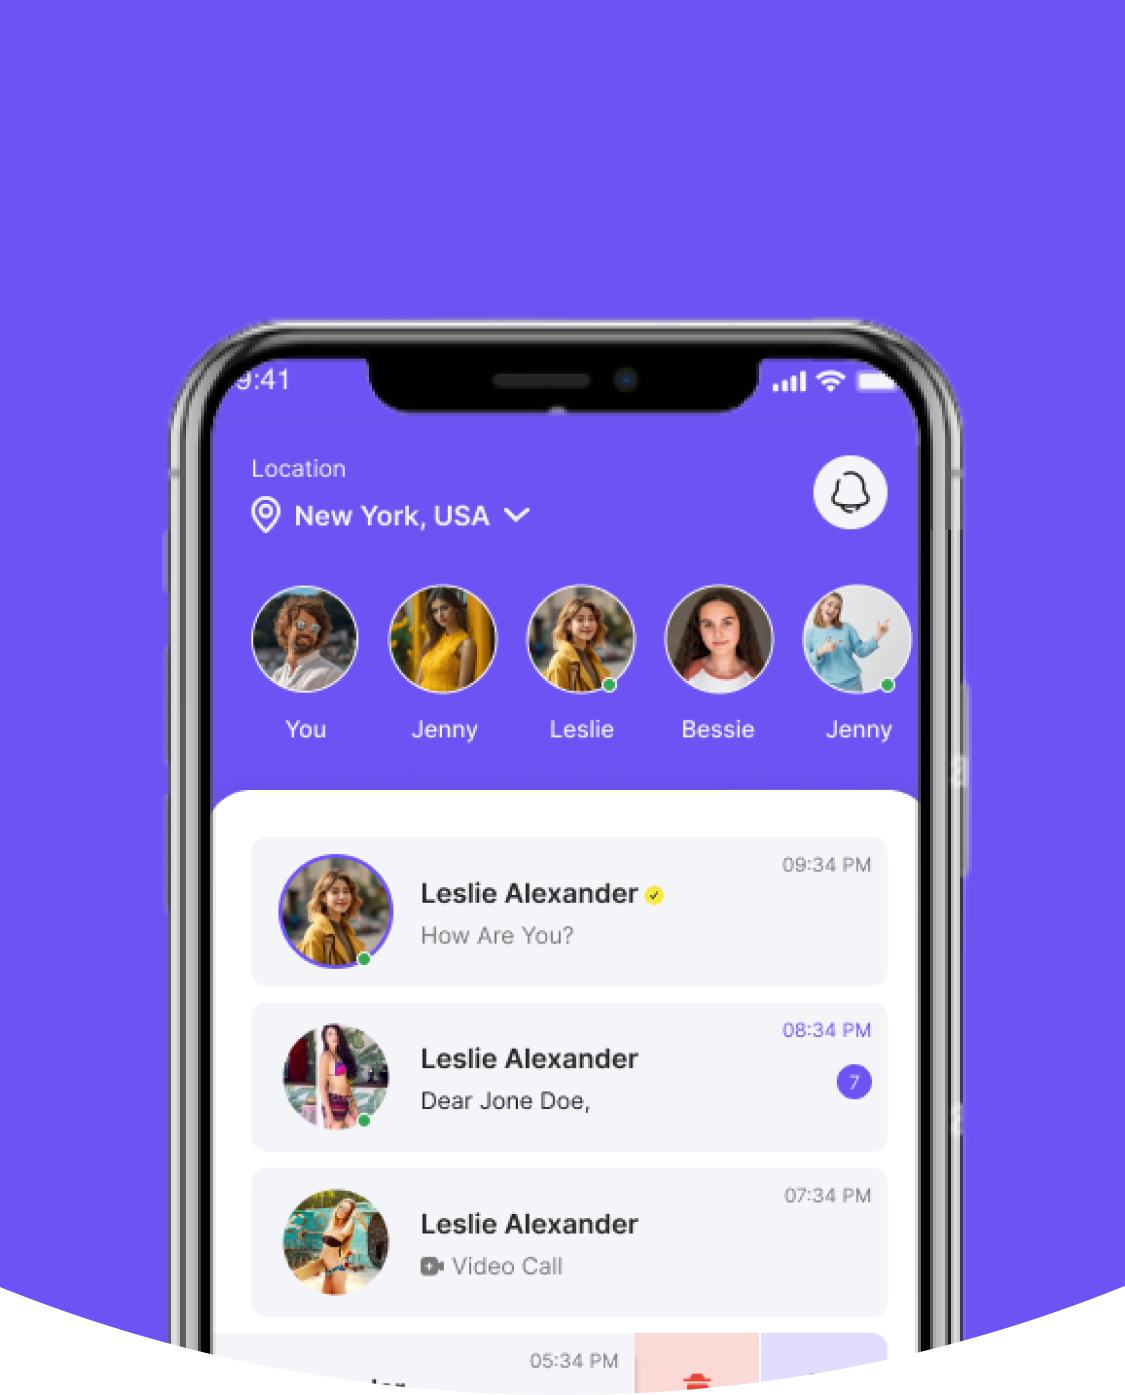 9:41
Location
New York, USA
You
Jenny
Leslie
Bessie
Jenny
09:34 PM
Leslie Alexander
How Are You?
08:34 PM
Leslie Alexander
7
Dear Jone Doe,
07:34 PM
Leslie Alexander
Video Call
05:34 PM